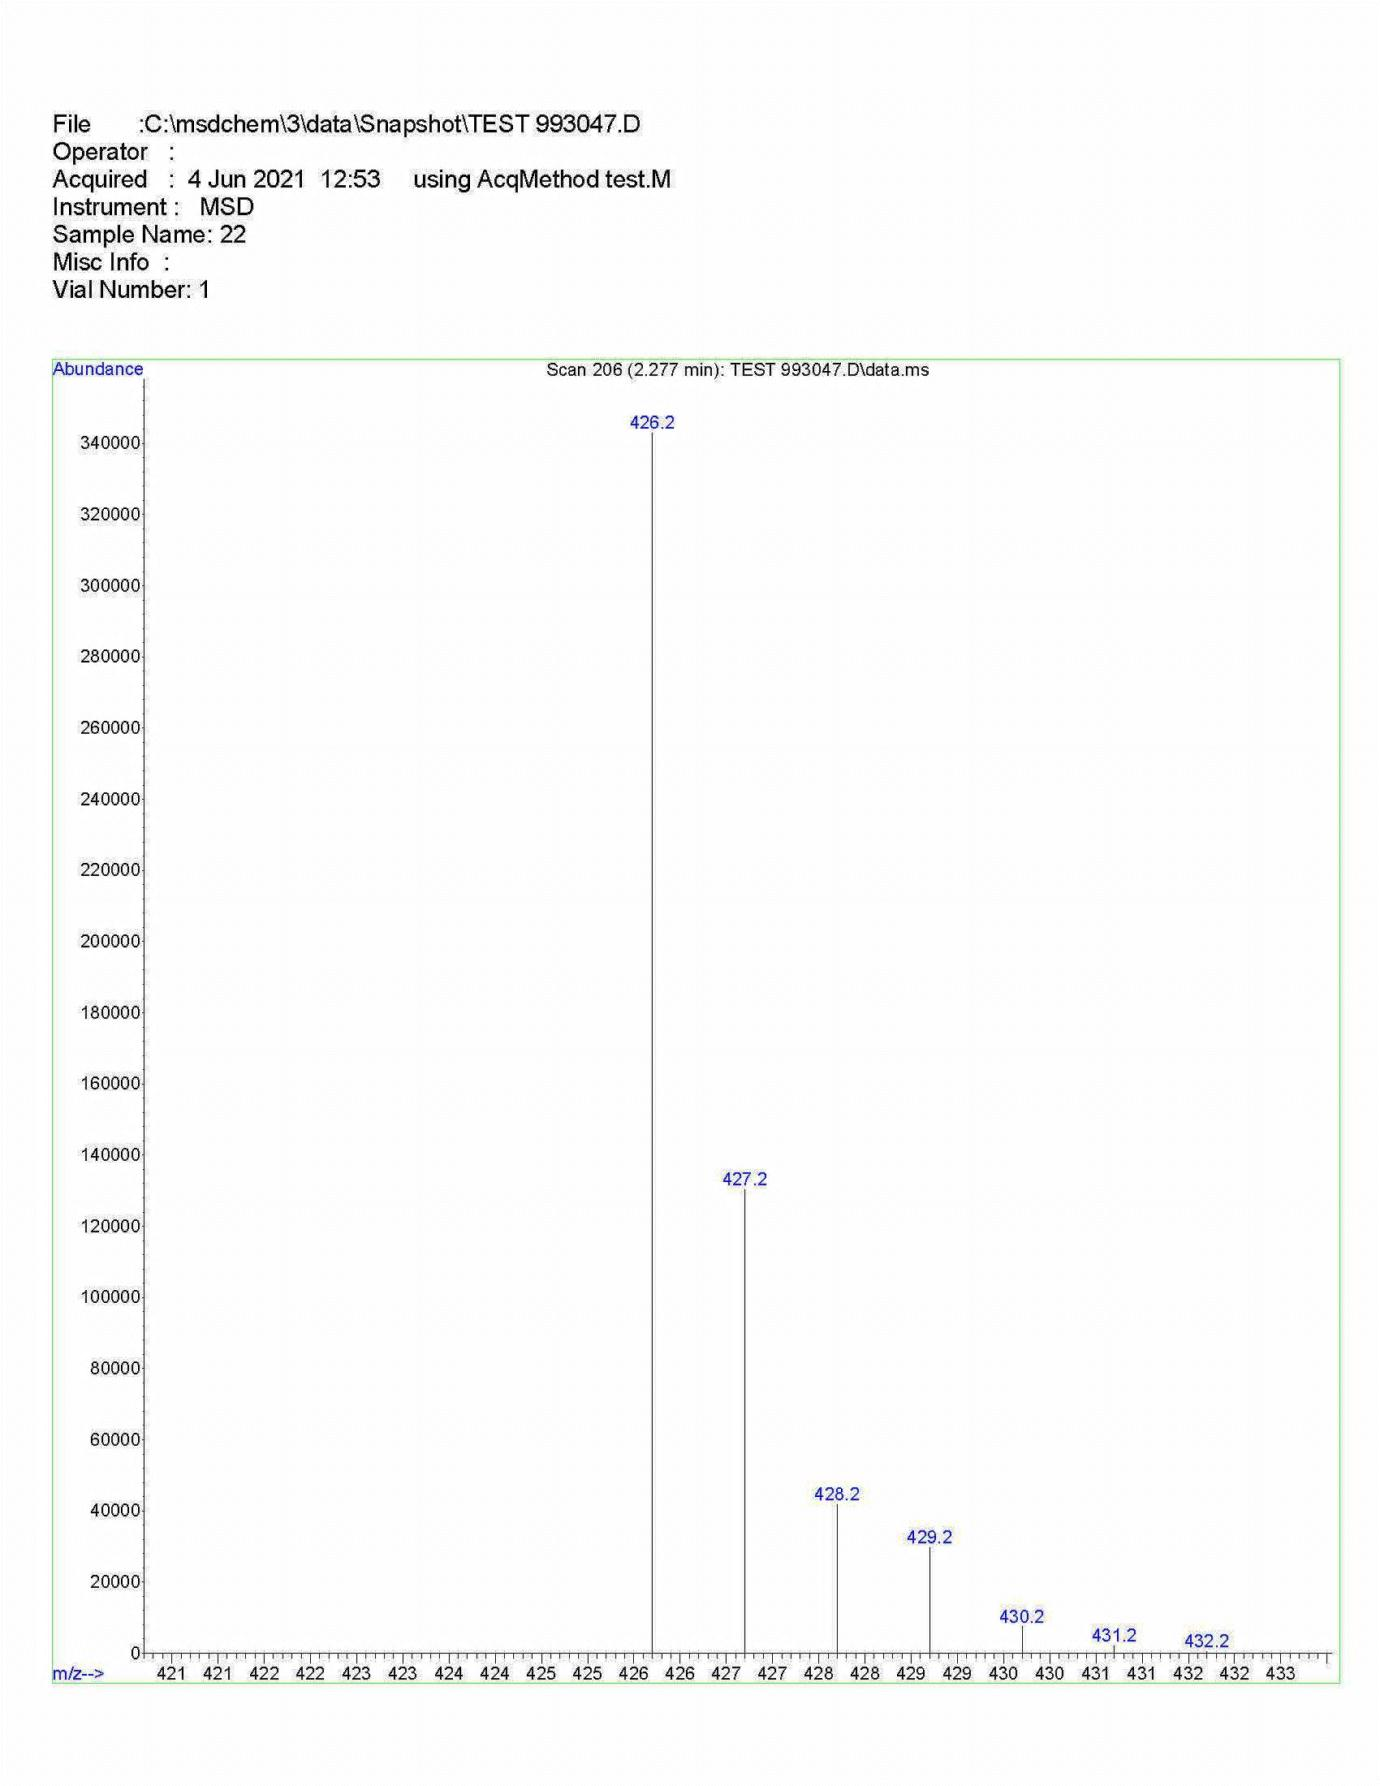 File :C:\msdchem\3\data\Snapshot\TEST 993047.D
Operator :
Acquired : 4 Jun 2021 12:53 using AcqMethod test.M
Instrument : MSD
Sample Name: 22
Misc Info :
Vial Number: 1
Abundance
Scan 206 (2.277 min): TEST 993047.D\data.ms
426.2
340000
320000
300000
280000
260000
240000
220000
200000
180000
160000
140000
427.2
120000
100000
80000
60000
428.2
40000
429.2
20000
430.2
431.2
432.2
0
m/z--> 421 421 422 422 423 423 424 424 425 425 426 426 427 427 428 428 429 429 430 430 431 431 432 432 433